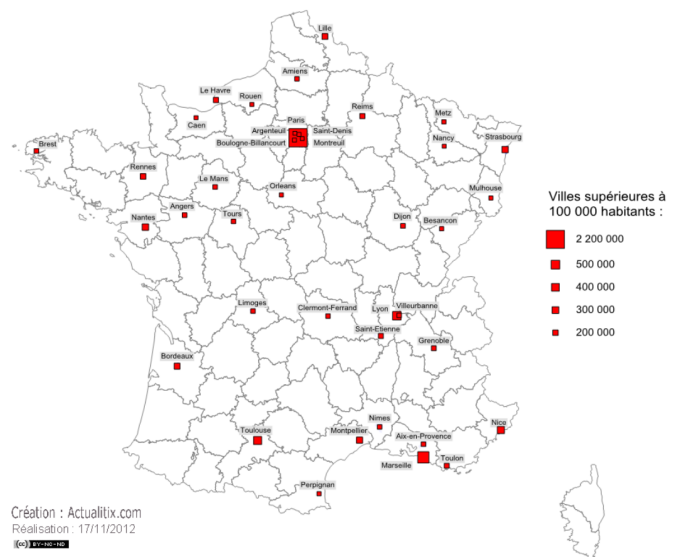 Lille
Amiens
Le Havre
Rouen
Reims
Caen
Paris
Metz
Argenteuil
Saint-Denis
Nancy
Strasbourg
Boulogne-Billancourt
Montreuil
Brest
Rennes
Le Mans
Orleans
Mulhouse
Angers
Tours
Nantes
Dijon
Besancon
Villes supérieures à
100 000 habitants :
2 200 000
500 000
400 000
300 000
200 000
Limoges
Clermont-Ferrand
Lyon
Villeurbanne
Saint-Etienne
Grenoble
Bordeaux
Nimes
Nice
Toulouse
Montpellier
Aix-en-Provence
Marseille
Toulon
Perpignan
Création : Actualitix.com
Réalisation : 17/11/2012
(cc) BY-NC-ND